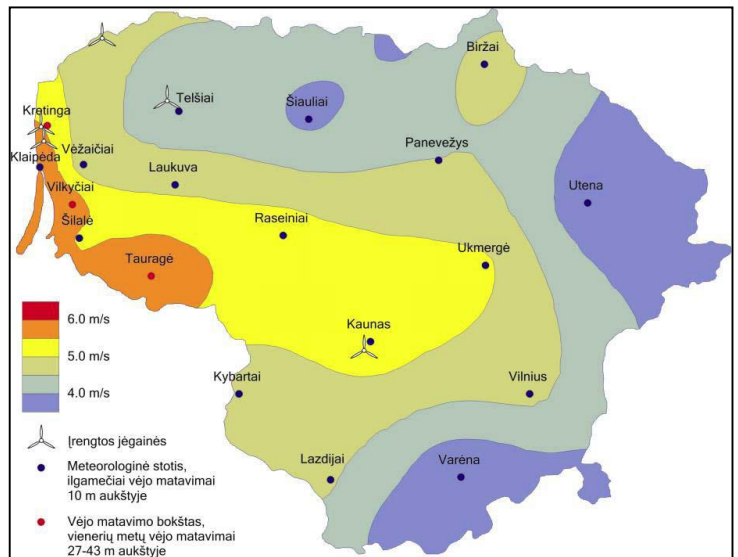 Biržai
Telšiai
Šiauliai
Kretinga
Panevežys
Klaipėda
Vėžaičiai
Laukuva
Vilkyčiai
Utena
Šilalė
Raseiniai
Ukmergė
Tauragė
6.0 m/s
Kaunas
5.0 m/s
Kybartai
Vilnius
4.0 m/s
Įrengtos jėgainės
Lazdijai
Varėna
Meteorologinė stotis,
ilgamečiai vėjo matavimai
10 m aukštyje
Vėjo matavimo bokštas,
vienerių metų vėjo matavimai
27-43 m aukštyje